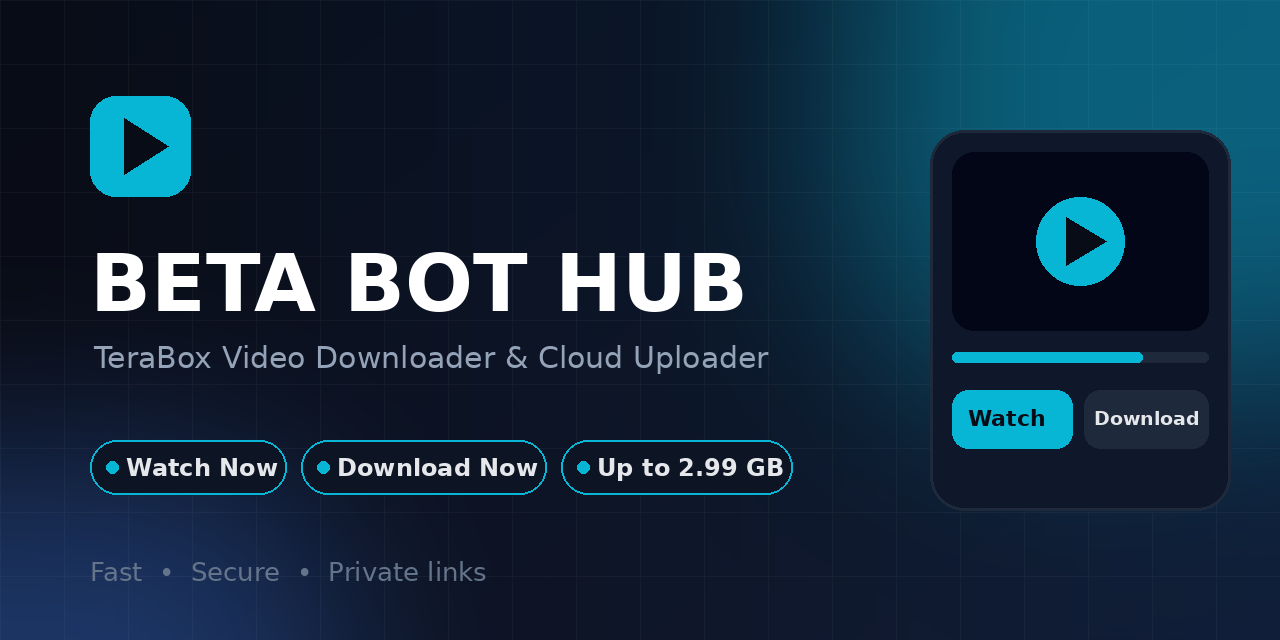 BETA BOT HUB
TeraBox Video Downloader & Cloud Uploader
Watch Now
Download Now
Up to 2.99 GB
Fast • Secure • Private links
Watch
Download